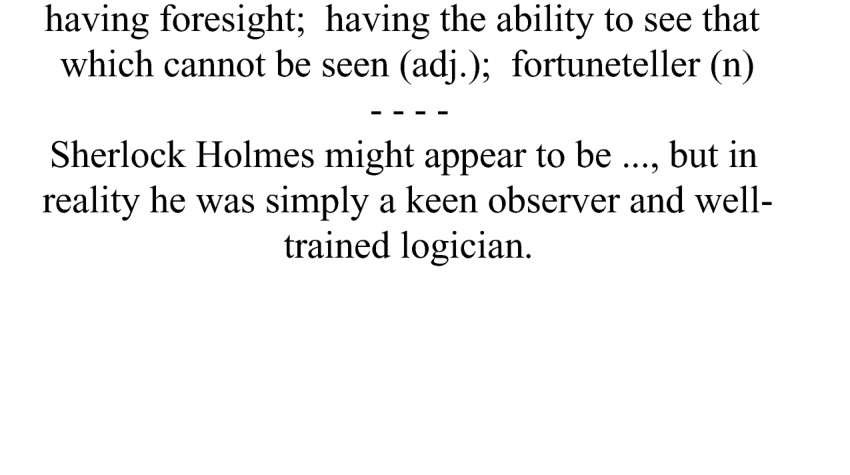 having foresight;  having the ability to see that
which cannot be seen (adj.);  fortuneteller (n)
- - - -
Sherlock Holmes might appear to be ..., but in
reality he was simply a keen observer and well-
trained logician.